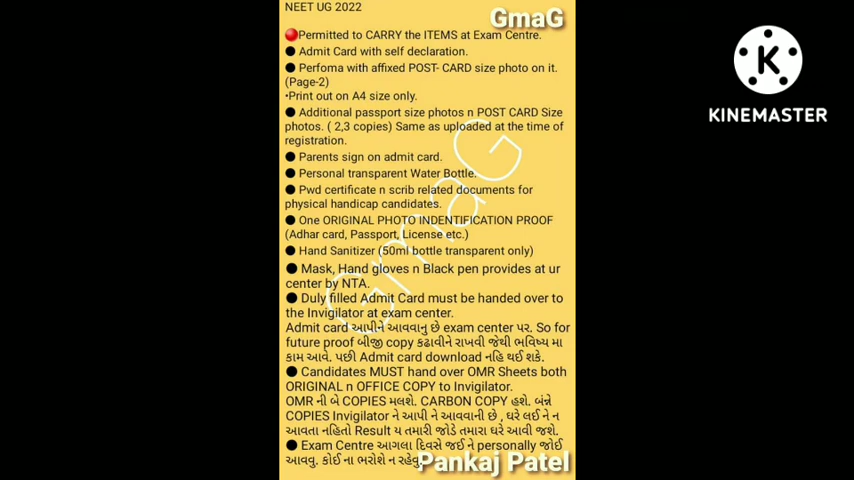 NEET UG 2022
GmaG
🔴Permitted to CARRY the ITEMS at Exam Centre.
● Admit Card with self declaration.
● Perfoma with affixed POST- CARD size photo on it.
(Page-2)
•Print out on A4 size only.
● Additional passport size photos n POST CARD Size
photos. ( 2,3 copies) Same as uploaded at the time of
registration.
● Parents sign on admit card.
● Personal transparent Water Bottle.
● Pwd certificate n scrib related documents for
physical handicap candidates.
● One ORIGINAL PHOTO INDENTIFICATION PROOF
(Adhar card, Passport, License etc.)
● Hand Sanitizer (50ml bottle transparent only)
● Mask, Hand gloves n Black pen provides at ur
center by NTA.
● Duly filled Admit Card must be handed over to
the Invigilator at exam center.
Admit card આપીને આવવાનુ છે exam center પર. So for
future proof બીજી copy કઢાવીને રાખવી જેથી ભવિષ્ય મા
કામ આવે. પછી Admit card download નહિ થઈ શકે.
● Candidates MUST hand over OMR Sheets both
ORIGINAL n OFFICE COPY to Invigilator.
OMR ની બે COPIES મલશે. CARBON COPY હશે. બંન્ને
COPIES Invigilator ને આપી ને આવવાની છે , ઘરે લઈ ને ન
આવતા નહિતો Result ય તમારી જોડે તમારા ઘરે આવી જશે.
● Exam Centre આગલા દિવસે જઈ ને personally જોઈ
આવવુ. કોઈ ના ભરોશે ન રહેવુ
Pankaj Patel
GmaG
KINEMASTER